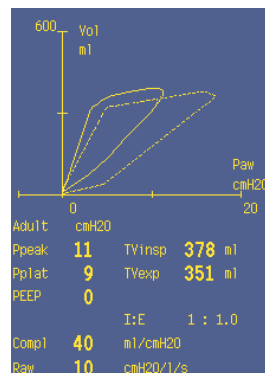 600 Vol
ml
Paw
cmH2O
0 20
Adult cmH2O
Ppeak 11 TVinsp 378 ml
Pplat 9 TVexp 351 ml
PEEP 0
I:E 1 : 1.0
Compl 40 ml/cmH2O
Raw 10 cmH2O/l/s